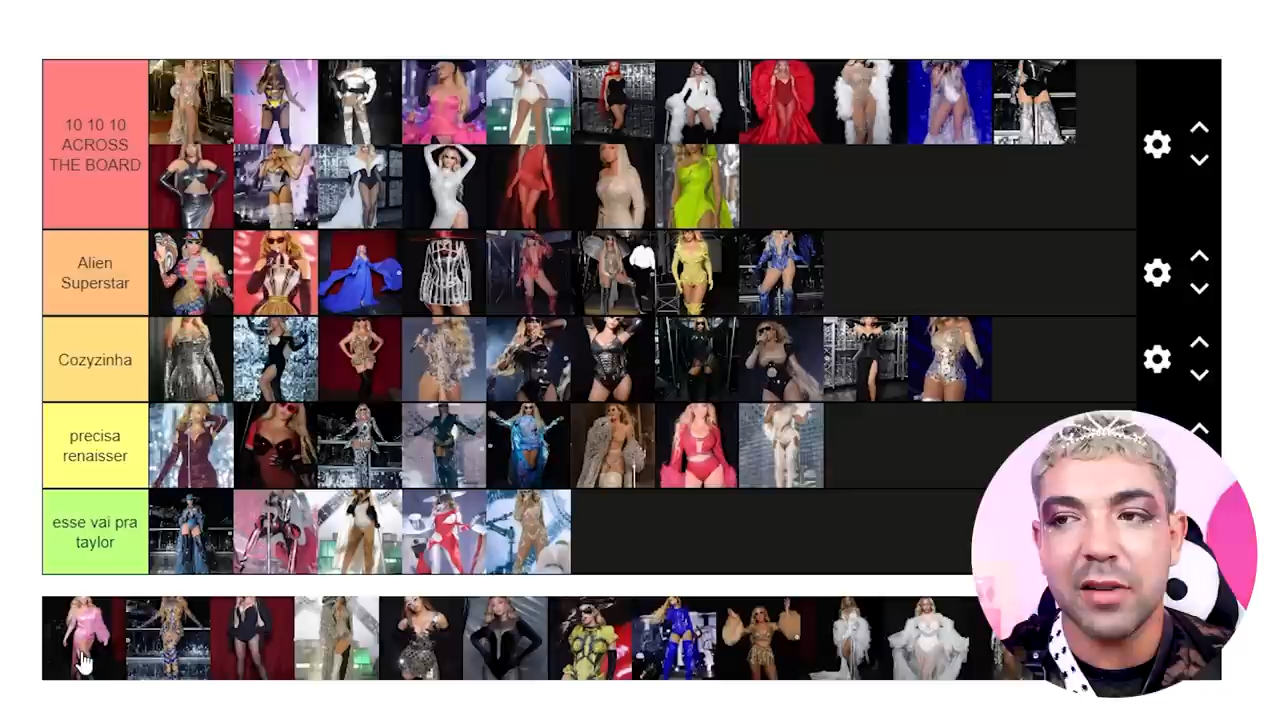 10 10 10
ACROSS
THE BOARD
Alien
Superstar
Cozyzinha
precisa
renaisser
esse vai pra
taylor